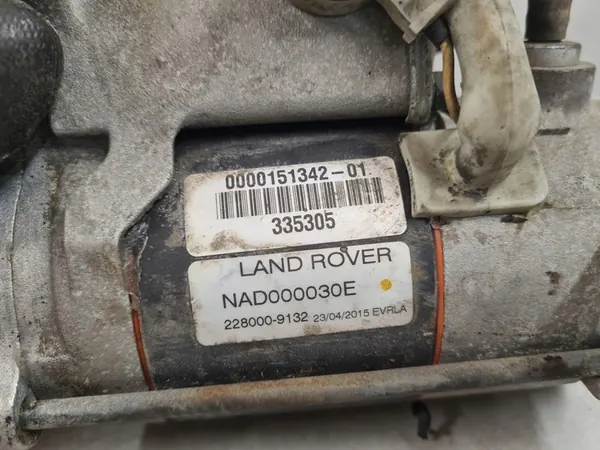 0000151342-01
335305
LAND ROVER
NAD000030E
228000-9132 23/04/2015 EVRLA